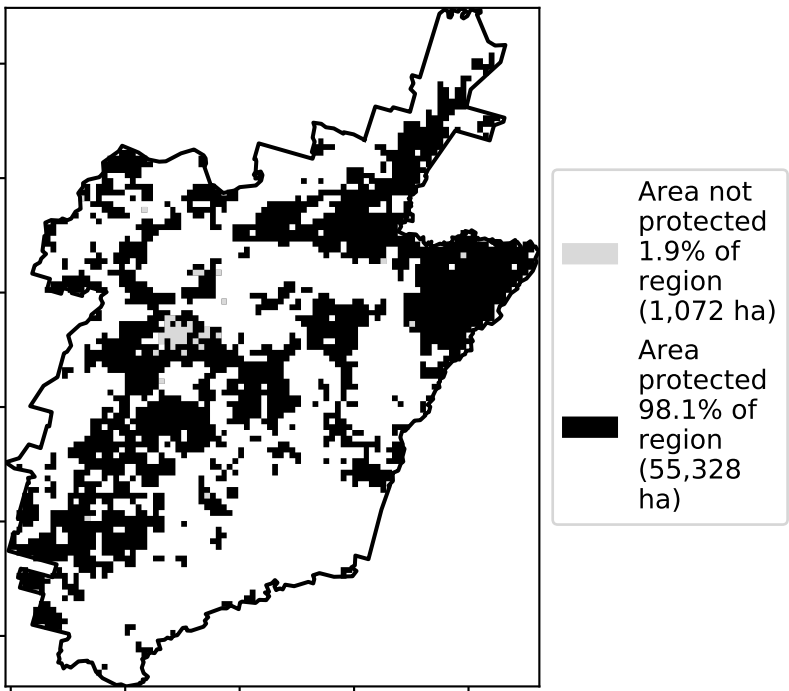 Area not
protected
1.9% of
region
(1,072 ha)
Area
protected
98.1% of
region
(55,328
ha)